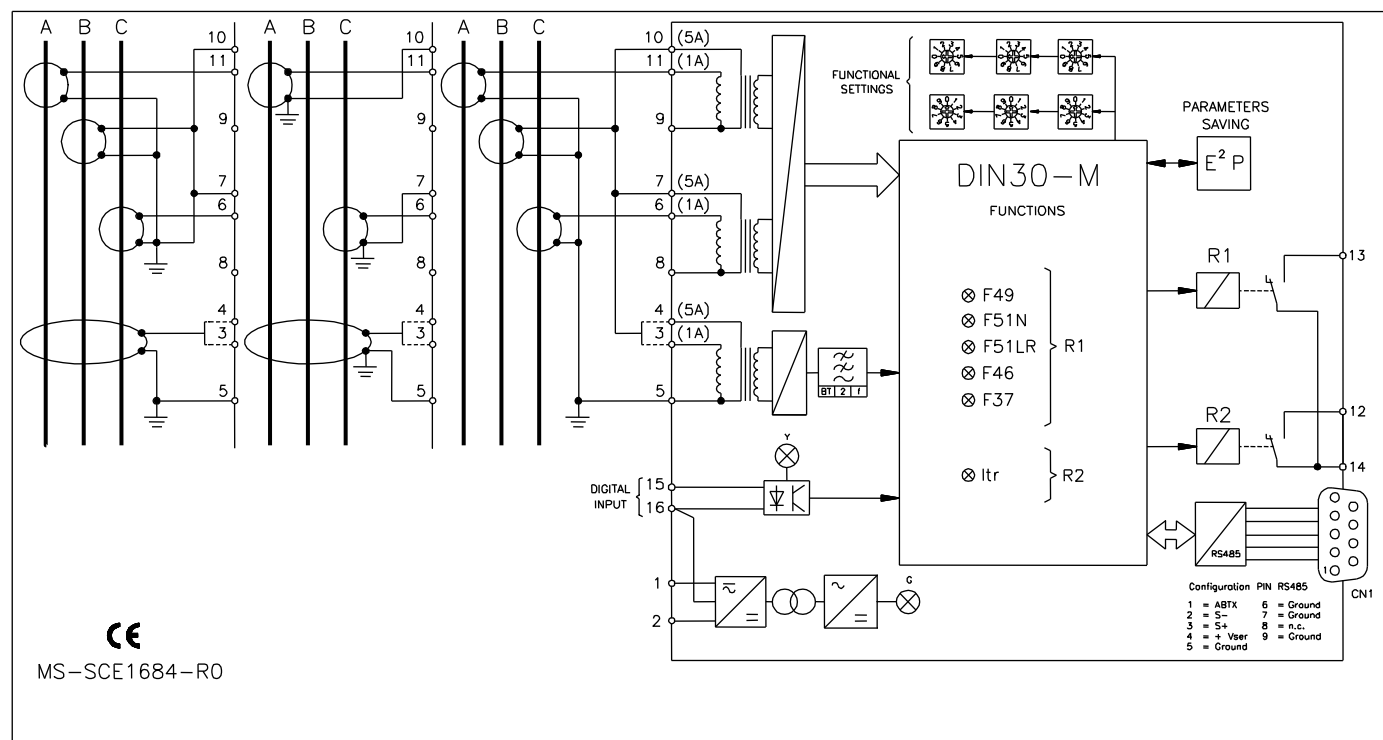 A B C
10
11
9
7
6
8
4
3
5
A B C
10
11
9
7
6
8
4
3
5
A B C
10 (5A)
11 (1A)
9
7 (5A)
6 (1A)
8
4 (5A)
3 (1A)
5
FUNCTIONAL
SETTINGS
PARAMETERS
SAVING
E² P
DIN30-M
FUNCTIONS
F49
F51N
F51LR
F46
F37
R1
Itr
R2
BT 2 f
R1
13
R2
12
14
Y
DIGITAL
INPUT
15
16
1
2
G
RS485
1
CN1
Configuration PIN RS485
1 = ABTX 6 = Ground
2 = S- 7 = Ground
3 = S+ 8 = n.c.
4 = + Vser 9 = Ground
5 = Ground
CE
MS-SCE1684-R0